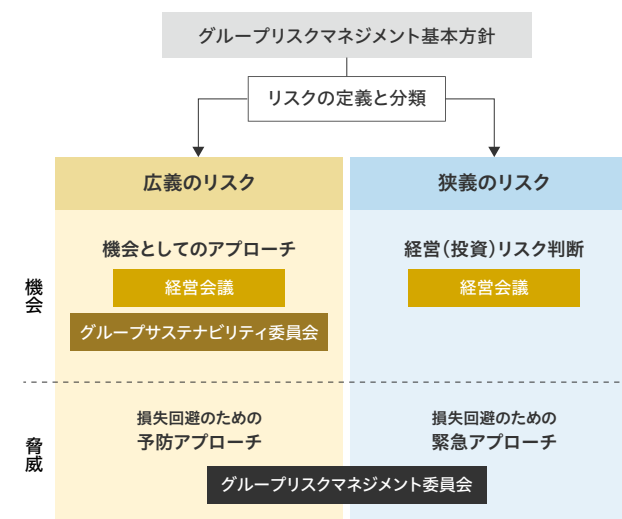 グループリスクマネジメント基本方針
リスクの定義と分類
広義のリスク
狭義のリスク
機会
機会としてのアプローチ
経営会議
グループサステナビリティ委員会
経営（投資）リスク判断
経営会議
脅威
損失回避のための
予防アプローチ
損失回避のための
緊急アプローチ
グループリスクマネジメント委員会